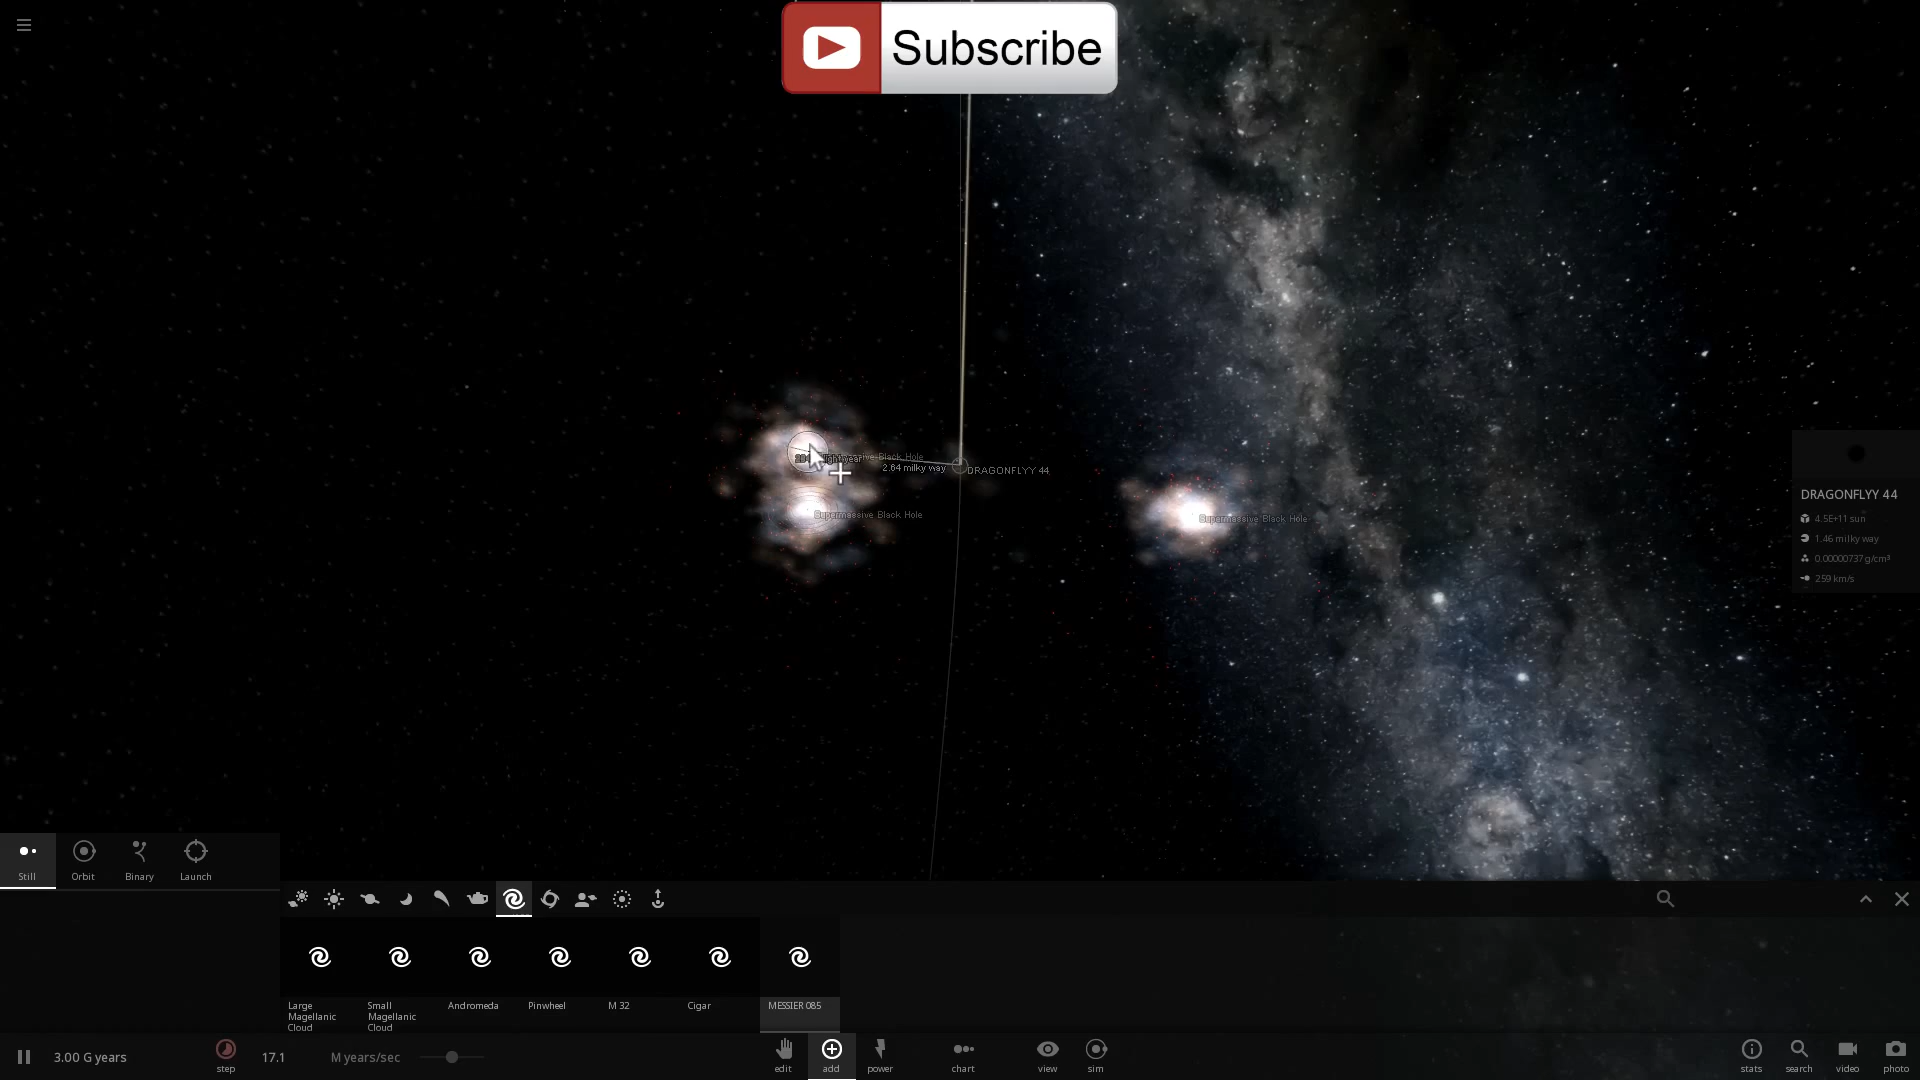 Subscribe
Supermassive Black Hole
2.64 milky way
DRAGONFLYY 44
Supermassive Black Hole
Supermassive Black Hole
DRAGONFLYY 44
4.5E+11 sun
1.46 milky way
0.00000737 g/cm³
259 km/s
Still
Orbit
Binary
Launch
Large
Magellanic
Cloud
Small
Magellanic
Cloud
Andromeda
Pinwheel
M 32
Cigar
MESSIER 085
3.00 G years
step
17.1
M years/sec
edit
add
power
chart
view
sim
stats
search
video
photo